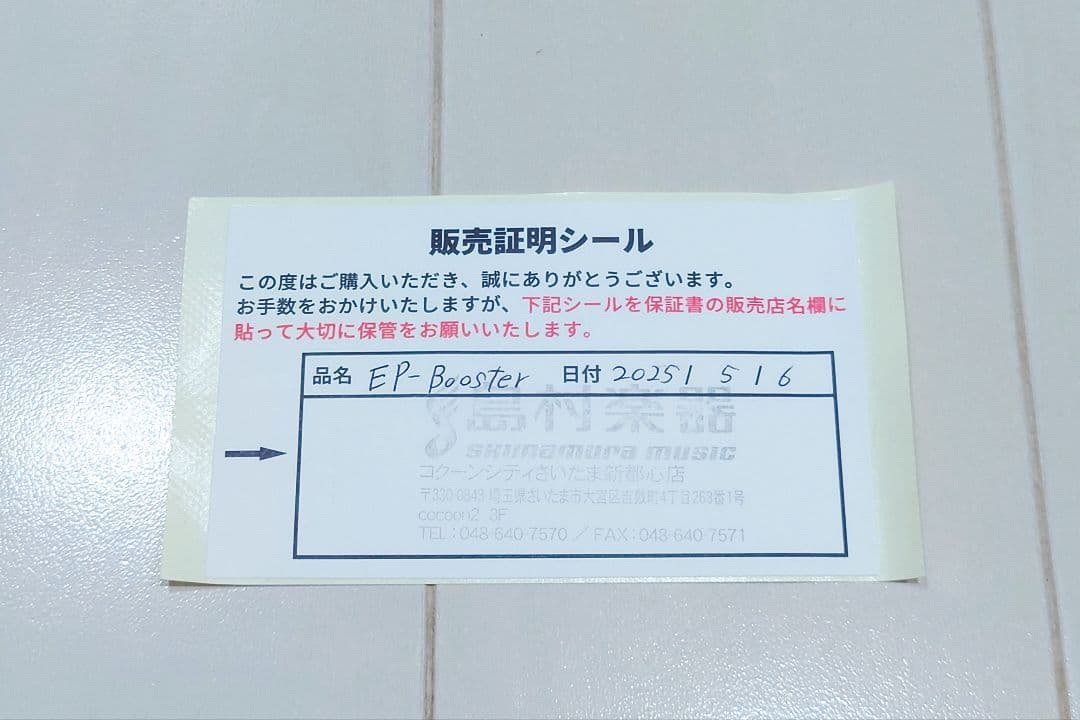 販売証明シール
この度はご購入いただき、誠にありがとうございます。
お手数をおかけいたしますが、下記シールを保証書の販売店名欄に
貼って大切に保管をお願いいたします。
品名 EP-Booster 日付 2025/ 5 / 6
島村楽器
shimamura music
コクーンシティさいたま新都心店
〒330-0843 埼玉県さいたま市大宮区吉敷町4丁目263番1号
cocoon2 3F
TEL:048-640-7570 / FAX:048-640-7571